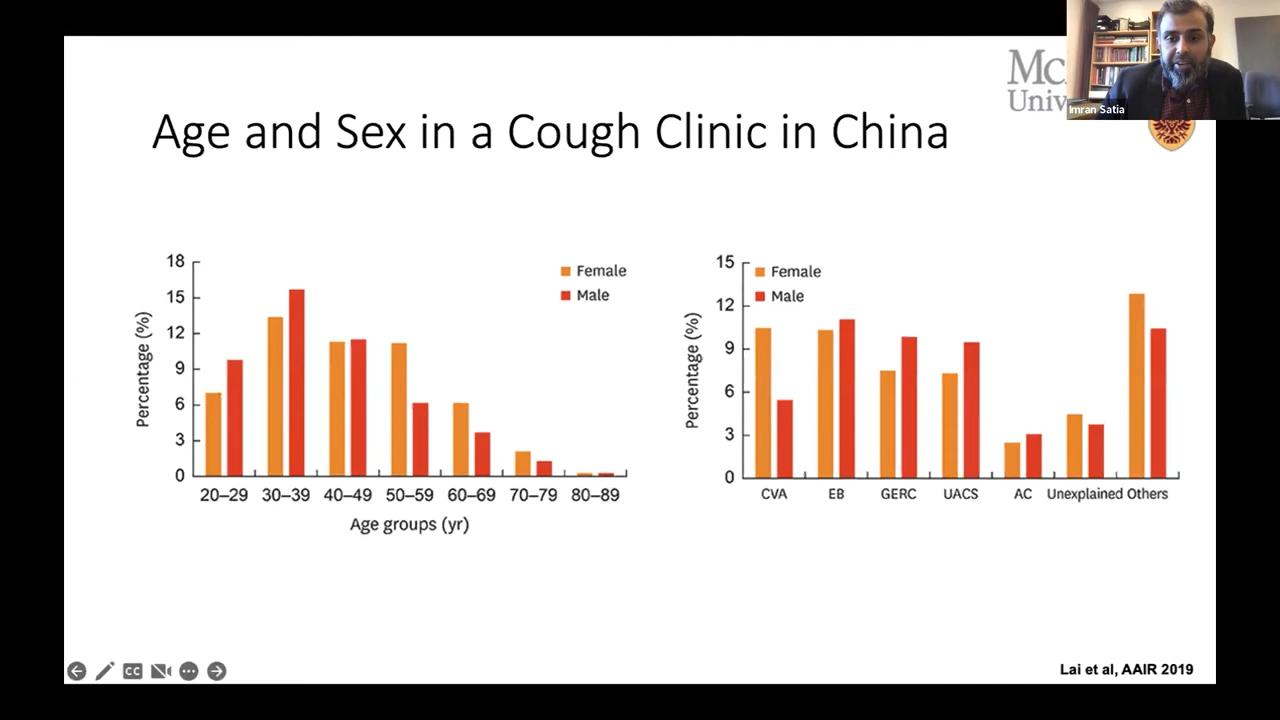 Mc
Univ
Imran Satia
Age and Sex in a Cough Clinic in China
18
15
12
9
6
3
0
Percentage (%)
Female
Male
20–29 30–39 40–49 50–59 60–69 70–79 80–89
Age groups (yr)
15
12
9
6
3
0
Percentage (%)
Female
Male
CVA EB GERC UACS AC Unexplained Others
CC
Lai et al, AAIR 2019